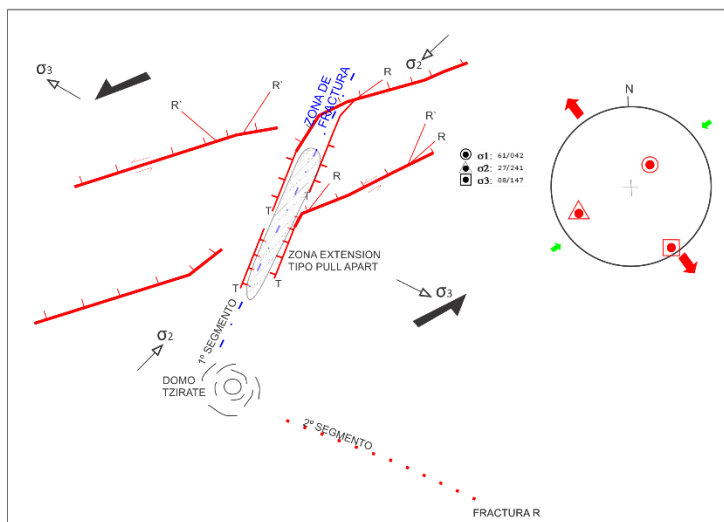 σ3
σ2
R
R`
R`
ZONA DE
FRACTURA
R
R`
R
T
T
T
T
ZONA EXTENSION
TIPO PULL APART
σ3
σ2
1º SEGMENTO
DOMO
TZIRATE
2º SEGMENTO
FRACTURA R
N
σ1: 61/042
σ2: 27/241
σ3: 08/147